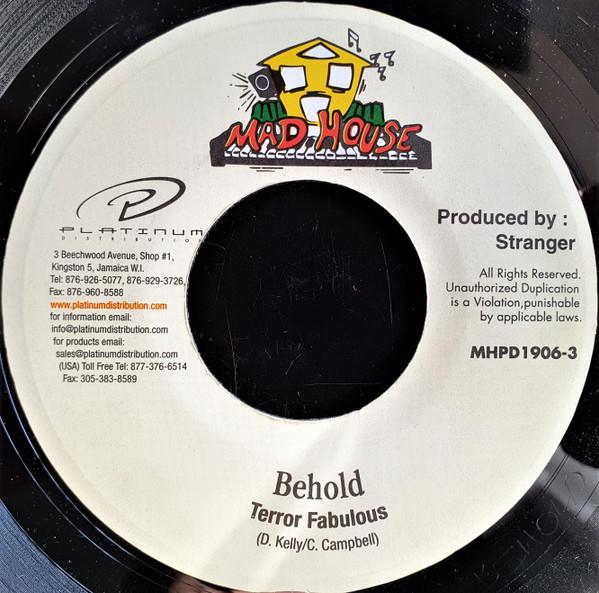 MAD HOUSE
PLATINUM
DISTRIBUTION
3 Beechwood Avenue, Shop #1,
Kingston 5, Jamaica W.I.
Tel: 876-926-5077, 876-929-3726,
Fax: 876-960-8588
www.platinumdistribution.com
for information email:
info@platinumdistribution.com
for products email:
sales@platinumdistribution.com
(USA) Toll Free Tel: 877-376-6514
Fax: 305-383-8589
Produced by :
Stranger
All Rights Reserved.
Unauthorized Duplication
is a Violation,punishable
by applicable laws.
MHPD1906-3
Behold
Terror Fabulous
(D. Kelly/C. Campbell)